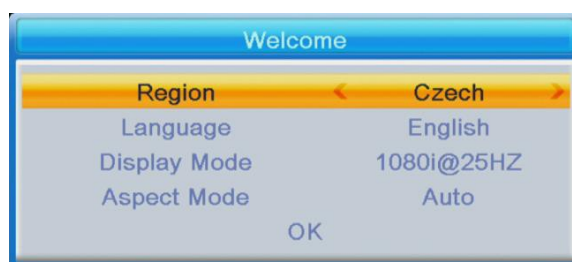 Welcome
Region < Czech >
Language English
Display Mode 1080i@25HZ
Aspect Mode Auto
OK